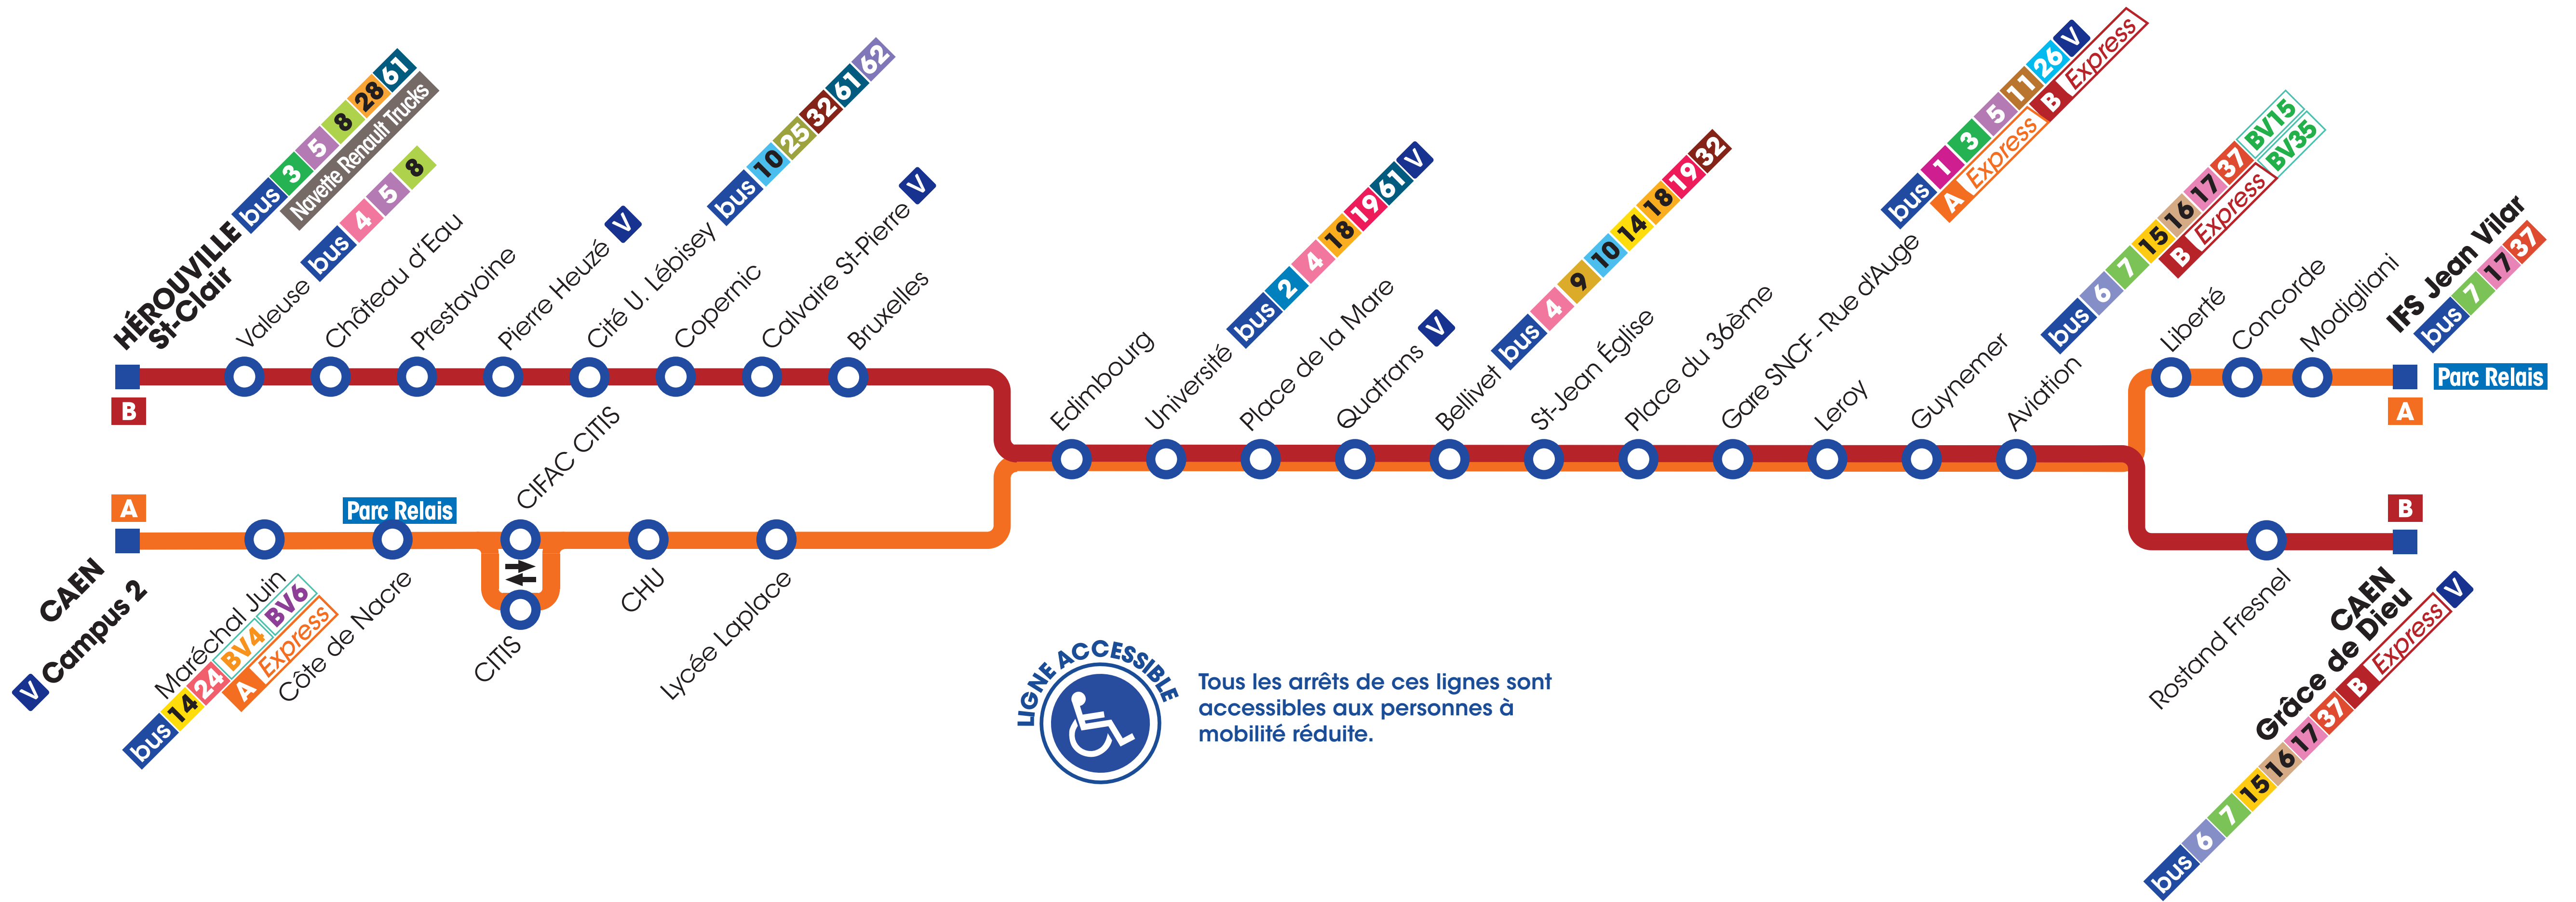 HÉROUVILLE
St-Clair
bus 3 5 8 28 61
Navette Renault Trucks
Valeuse
bus 4 5 8
Château d'Eau
Prestavoine
Pierre Heuzé V
Cité U. Lébisey
bus 10 25 32 61 62
Copernic
Calvaire St-Pierre V
Bruxelles
B
Edimbourg
Université
bus 2 4 18 19 61 V
Place de la Mare
Quatrans V
Bellivet
bus 4 9 10 14 18 19 32
St-Jean Église
Place du 36ème
Gare SNCF - Rue d'Auge
bus 1 3 5 11 26 V
A Express B Express
Leroy
Guynemer
Aviation
bus 6 7 15 16 17 37 BV15
BV35
B Express
Liberté
Concorde
Modigliani
IFS Jean Vilar
bus 7 17 37
Parc Relais
A
A
CAEN
V Campus 2
Maréchal Juin
bus 14 24 BV4 BV6
A Express
Parc Relais
Côte de Nacre
CIFAC CITIS
CITIS
CHU
Lycée Laplace
B
Rostand Fresnel
CAEN
Grâce de Dieu
bus 6 7 15 16 17 37 B Express V
LIGNE ACCESSIBLE
Tous les arrêts de ces lignes sont
accessibles aux personnes à
mobilité réduite.